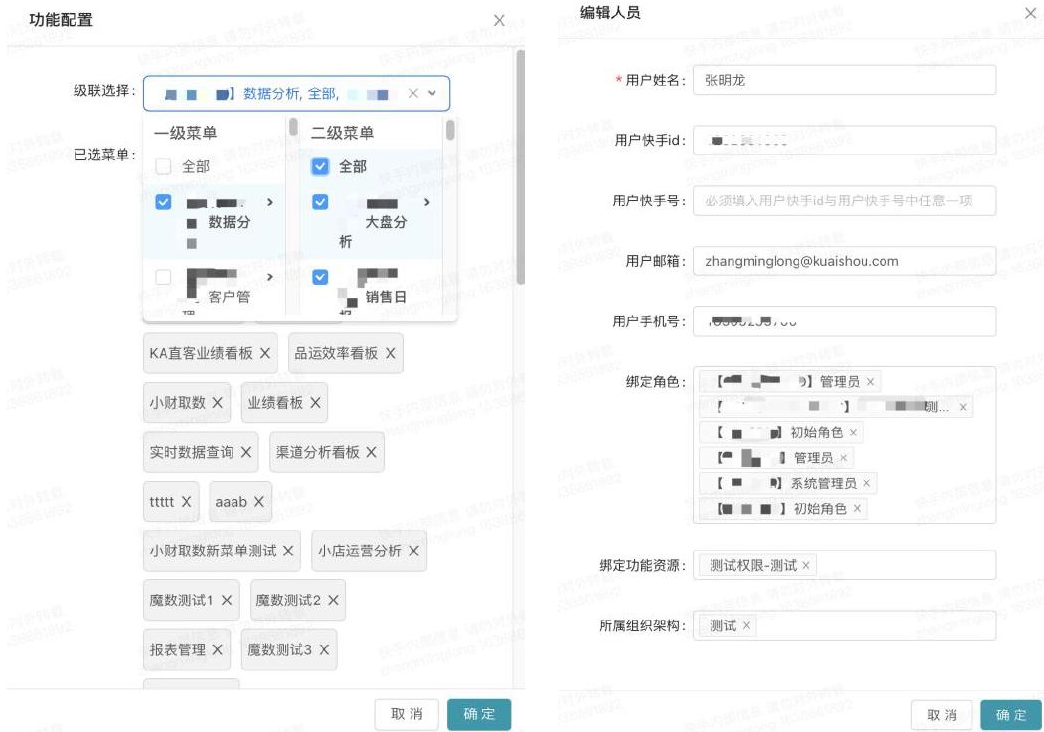 功能配置
级联选择：
】数据分析, 全部,
已选菜单：
一级菜单
二级菜单
全部
全部
数据分
大盘分
析
客户管
销售日
KA直客业绩看板
品运效率看板
小财取数
业绩看板
实时数据查询
渠道分析看板
ttttt
aaab
小财取数新菜单测试
小店运营分析
魔数测试1
魔数测试2
报表管理
魔数测试3
取消
确定
编辑人员
* 用户姓名：
张明龙
用户快手id：
用户快手号：
必须填入用户快手id与用户快手号中任意一项
用户邮箱：
zhangminglong@kuaishou.com
用户手机号：
绑定角色：
】管理员
测...
】初始角色
】管理员
】系统管理员
】初始角色
绑定功能资源：
测试权限-测试
所属组织架构：
测试
取消
确定